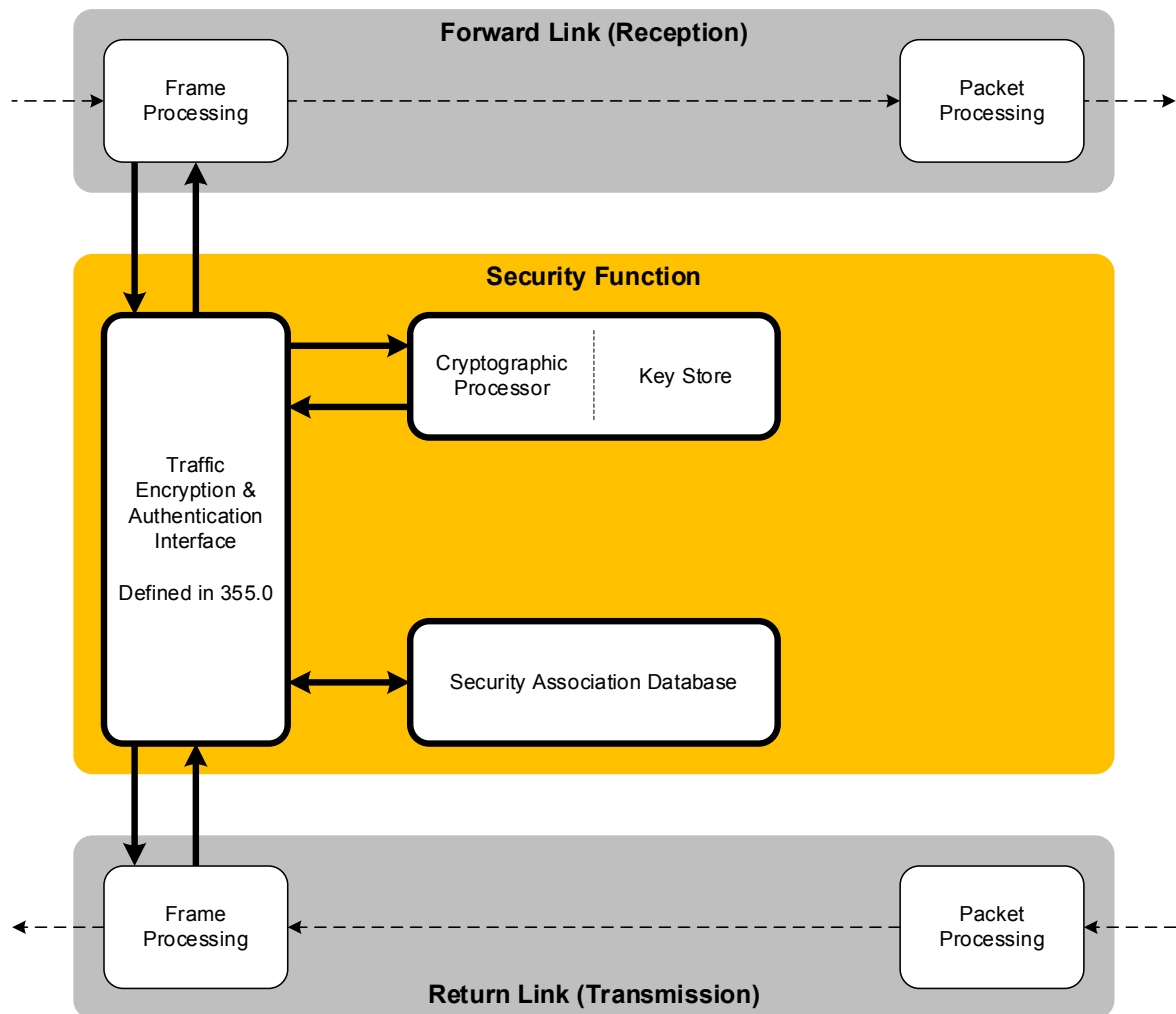 Forward Link (Reception)
Frame
Processing
Packet
Processing
Security Function
Cryptographic
Processor
Key Store
Traffic
Encryption &
Authentication
Interface
Defined in 355.0
Security Association Database
Frame
Processing
Packet
Processing
Return Link (Transmission)